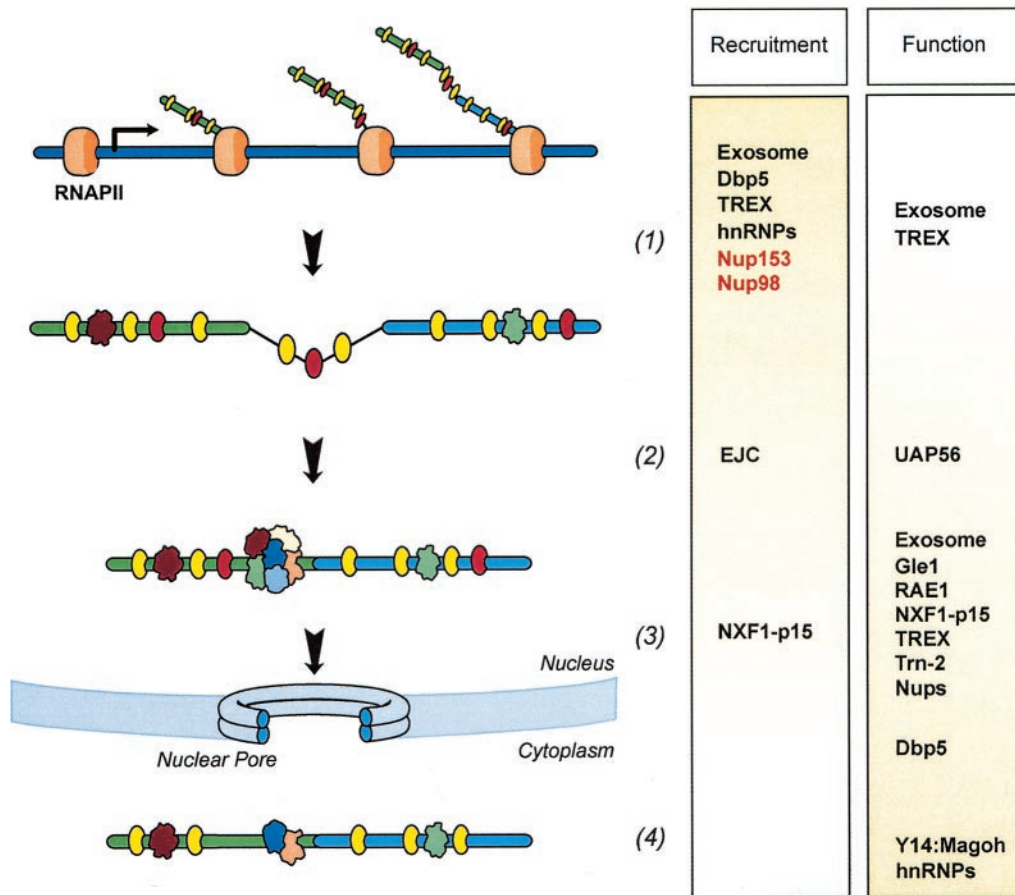 Recruitment
Function
RNAPII
(1)
Exosome
Dbp5
TREX
hnRNPs
Nup153
Nup98
Exosome
TREX
(2)
EJC
UAP56
(3)
NXF1-p15
Exosome
Gle1
RAE1
NXF1-p15
TREX
Trn-2
Nups
Nucleus
Nuclear Pore
Cytoplasm
Dbp5
(4)
Y14:Magoh
hnRNPs